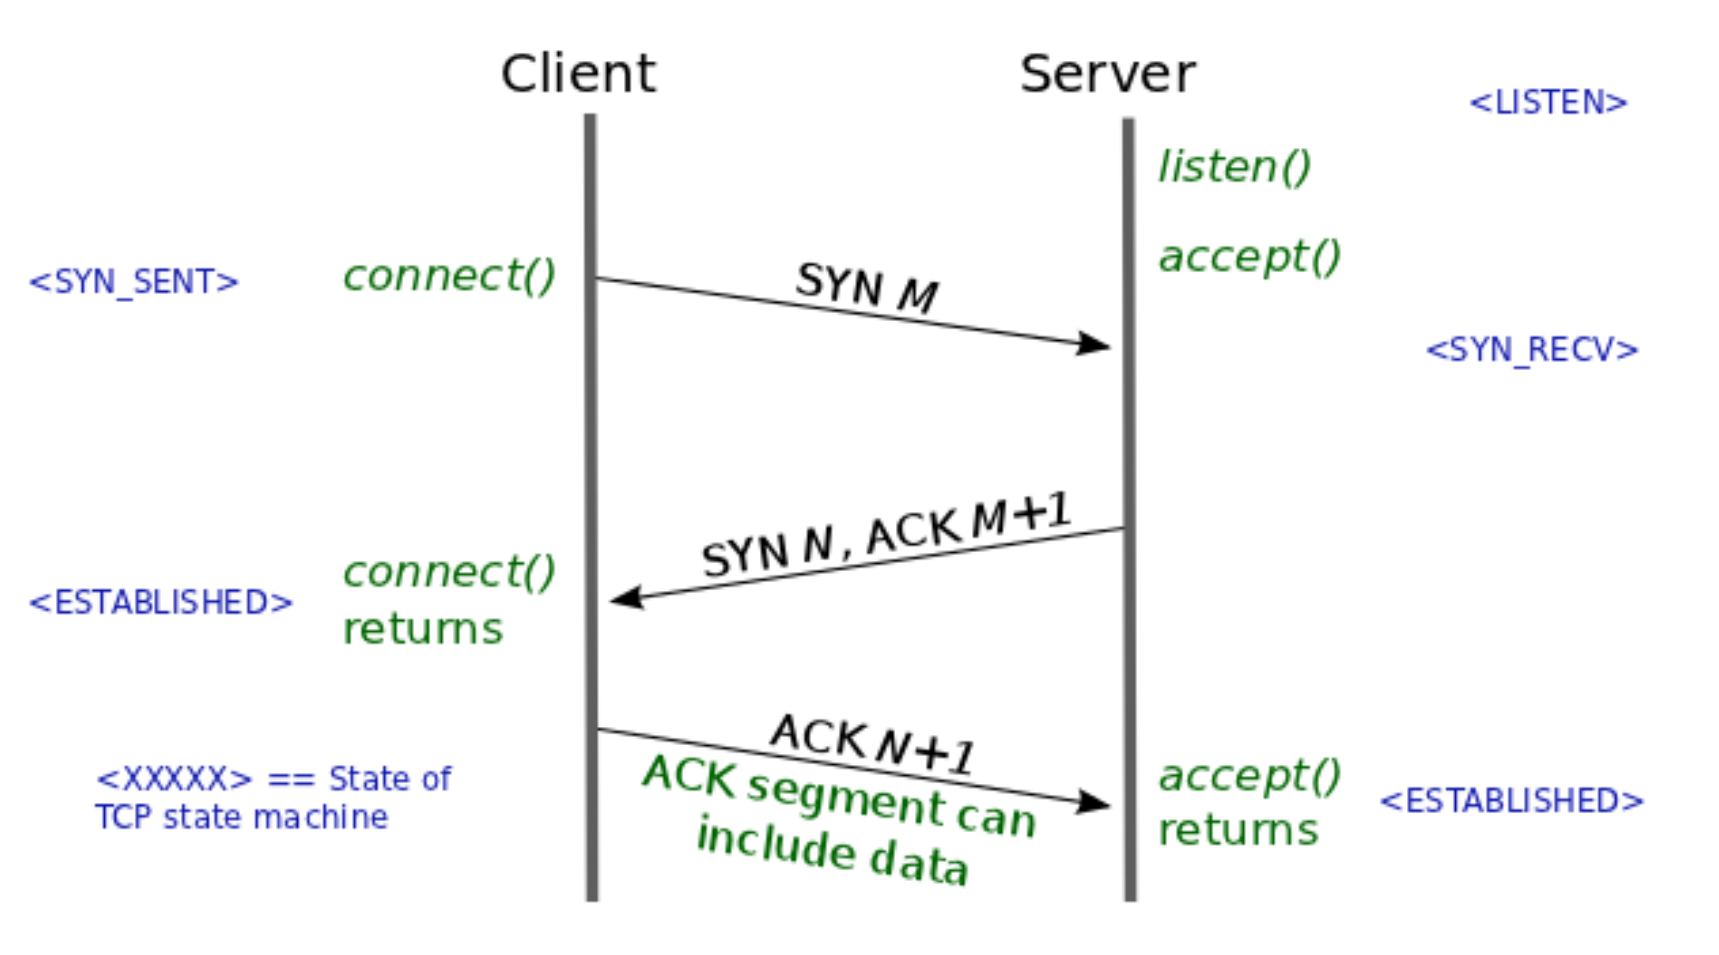 Client
Server
<LISTEN>
listen()
accept()
<SYN_SENT>
connect()
SYN M
<SYN_RECV>
SYN N, ACK M+1
connect()
returns
<ESTABLISHED>
ACK N+1
ACK segment can
include data
accept()
returns
<ESTABLISHED>
<XXXXX> == State of
TCP state machine